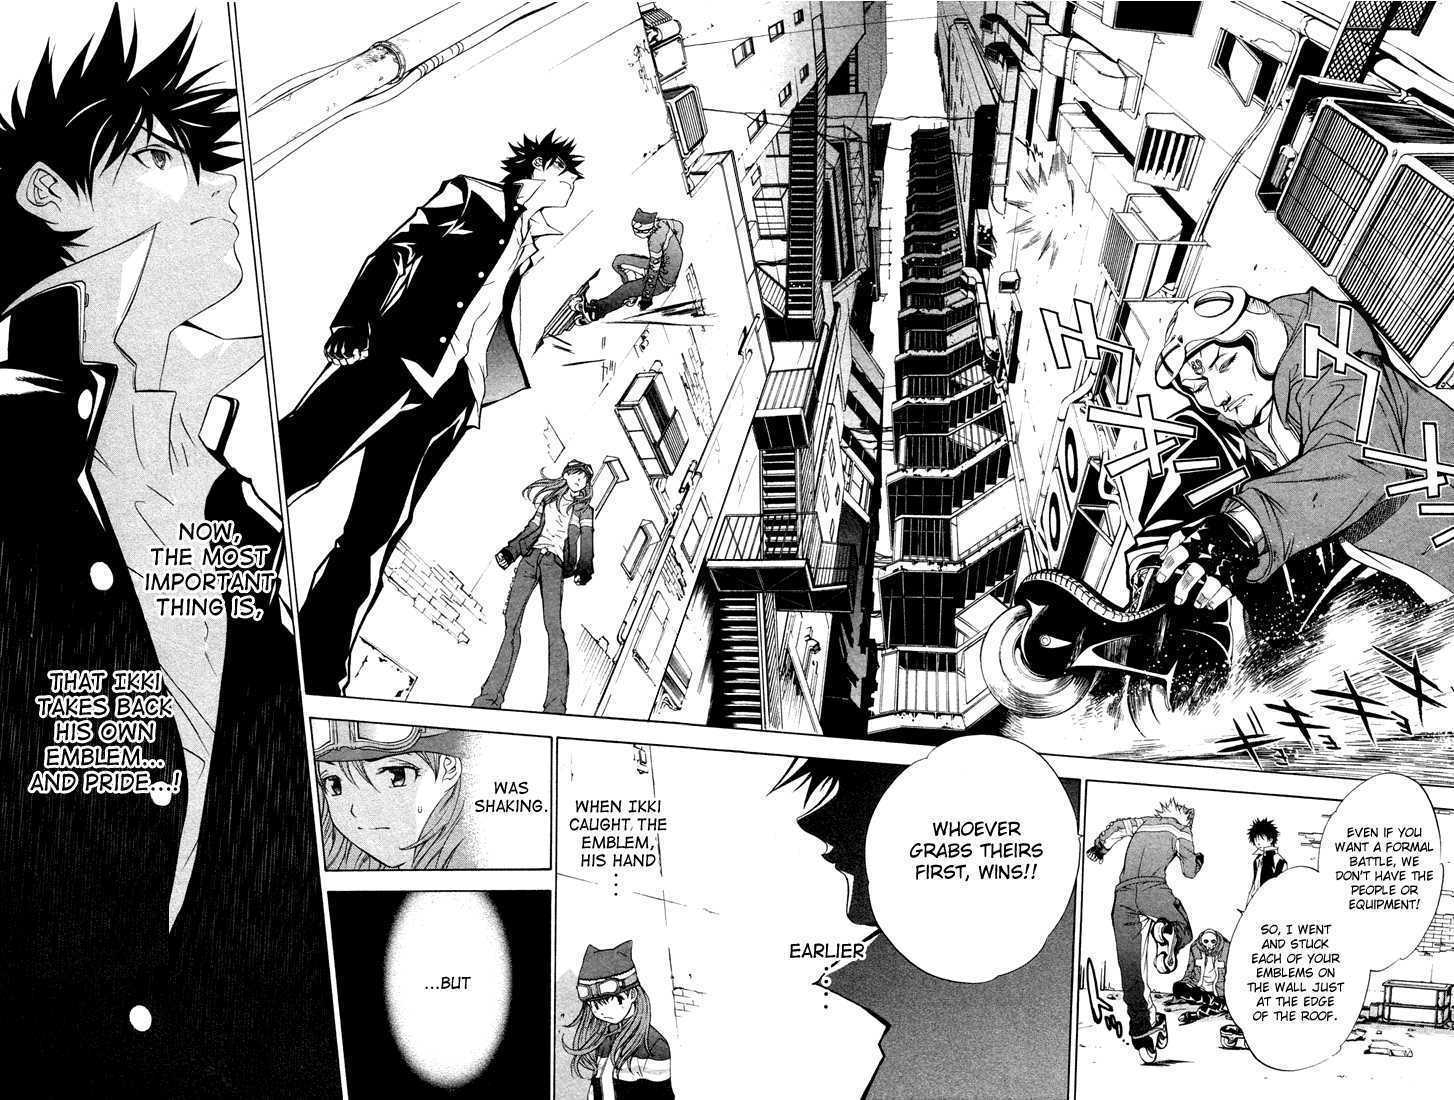 EVEN IF YOU
WANT A FORMAL
BATTLE, WE
DON'T HAVE THE
PEOPLE OR
EQUIPMENT!
SO, I WENT
AND STUCK
EACH OF YOUR
EMBLEMS ON
THE WALL JUST
AT THE EDGE
OF THE ROOF.
WHOEVER
GRABS THEIRS
FIRST, WINS!!
EARLIER
WHEN IKKI
CAUGHT THE
EMBLEM,
HIS HAND
...
WAS
SHAKING.
...BUT
NOW,
THE MOST
IMPORTANT
THING IS,
THAT IKKI
TAKES BACK
HIS OWN
EMBLEM...
AND PRIDE...!